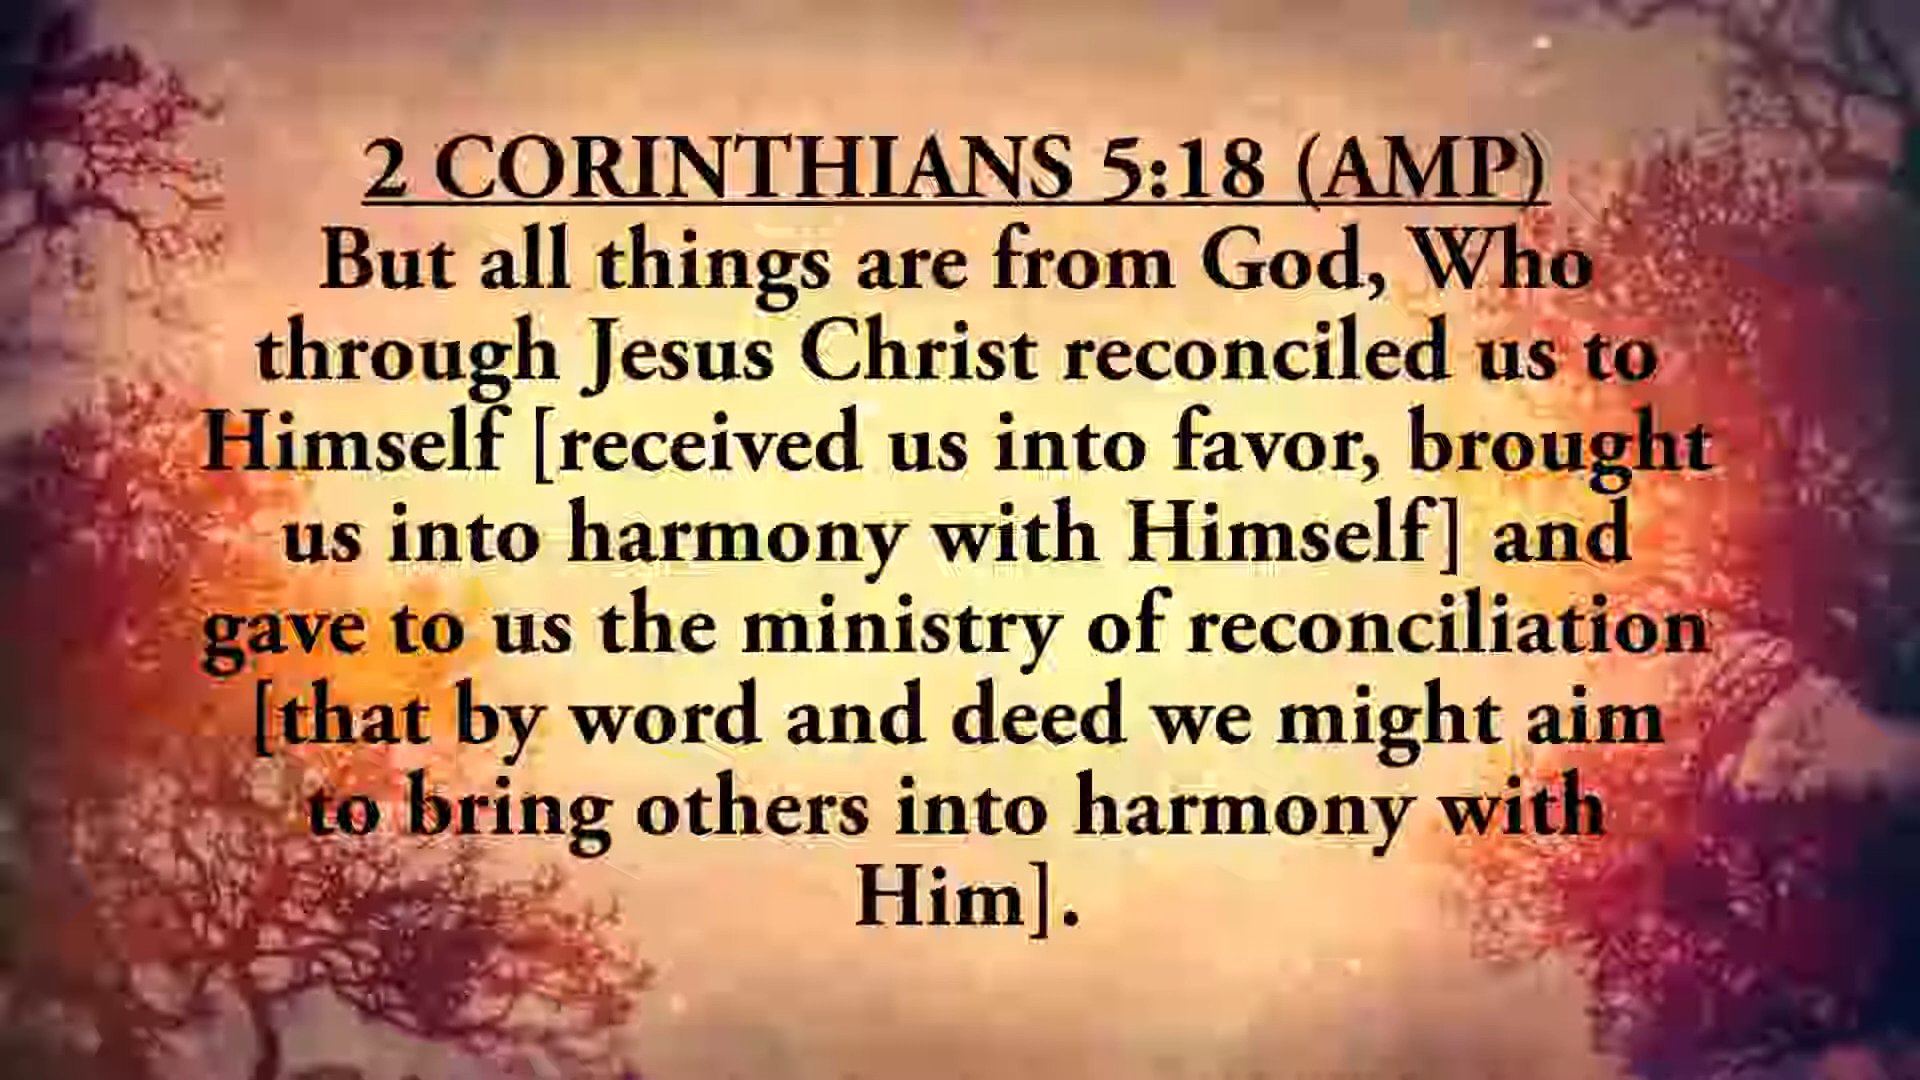 2 CORINTHIANS 5:18 (AMP)
But all things are from God, Who
through Jesus Christ reconciled us to
Himself [received us into favor, brought
us into harmony with Himself] and
gave to us the ministry of reconciliation
[that by word and deed we might aim
to bring others into harmony with
Him].